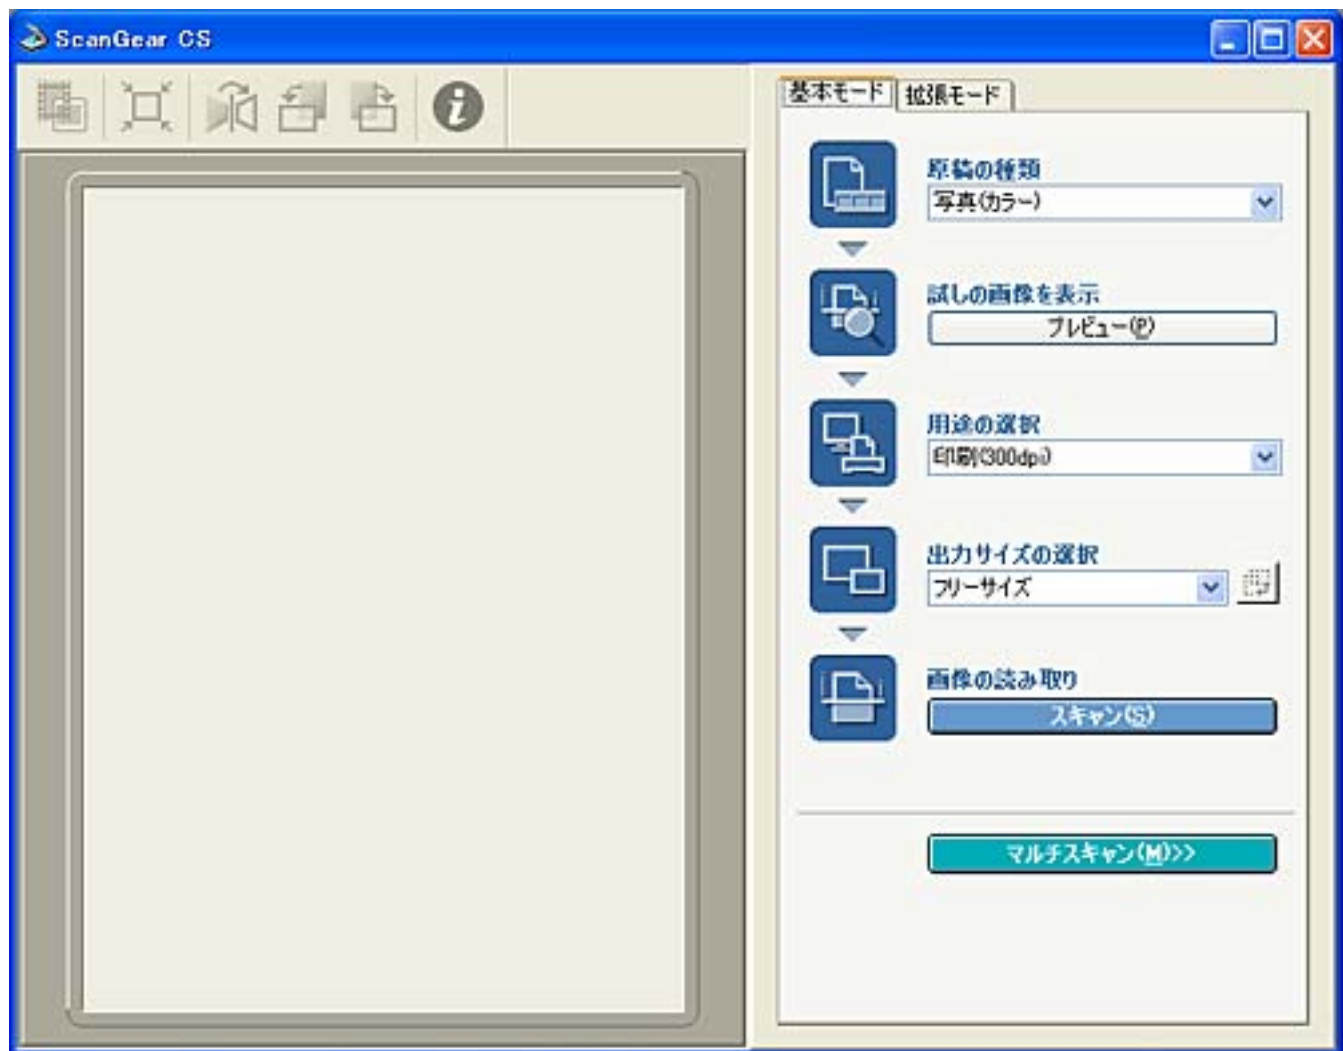 ScanGear CS
基本モード
拡張モード
原稿の種類
写真(カラー)
試しの画像を表示
プレビュー(P)
用途の選択
印刷(300dpi)
出力サイズの選択
フリーサイズ
画像の読み取り
スキャン(S)
マルチスキャン(M)>>